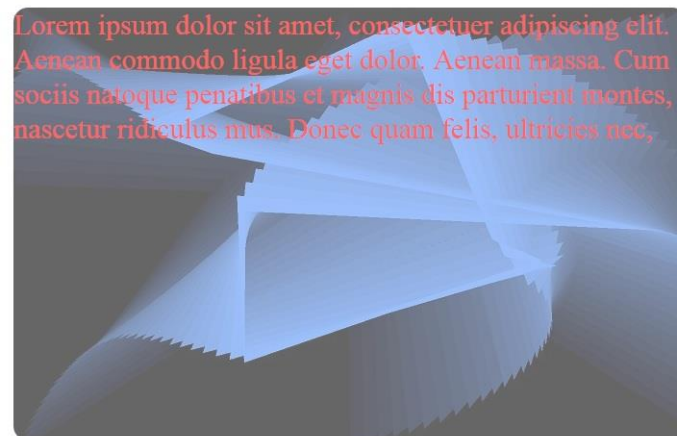 Lorem ipsum dolor sit amet, consectetuer adipiscing elit.
Aenean commodo ligula eget dolor. Aenean massa. Cum
sociis natoque penatibus et magnis dis parturient montes,
nascetur ridiculus mus. Donec quam felis, ultricies nec,